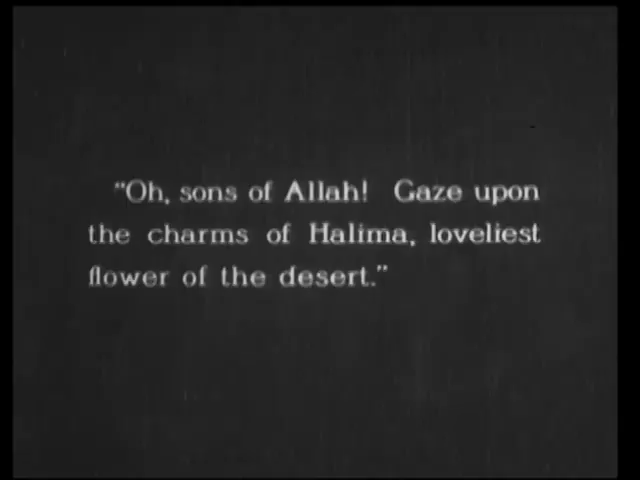 "Oh, sons of Allah! Gaze upon
the charms of Halima, loveliest
flower of the desert."